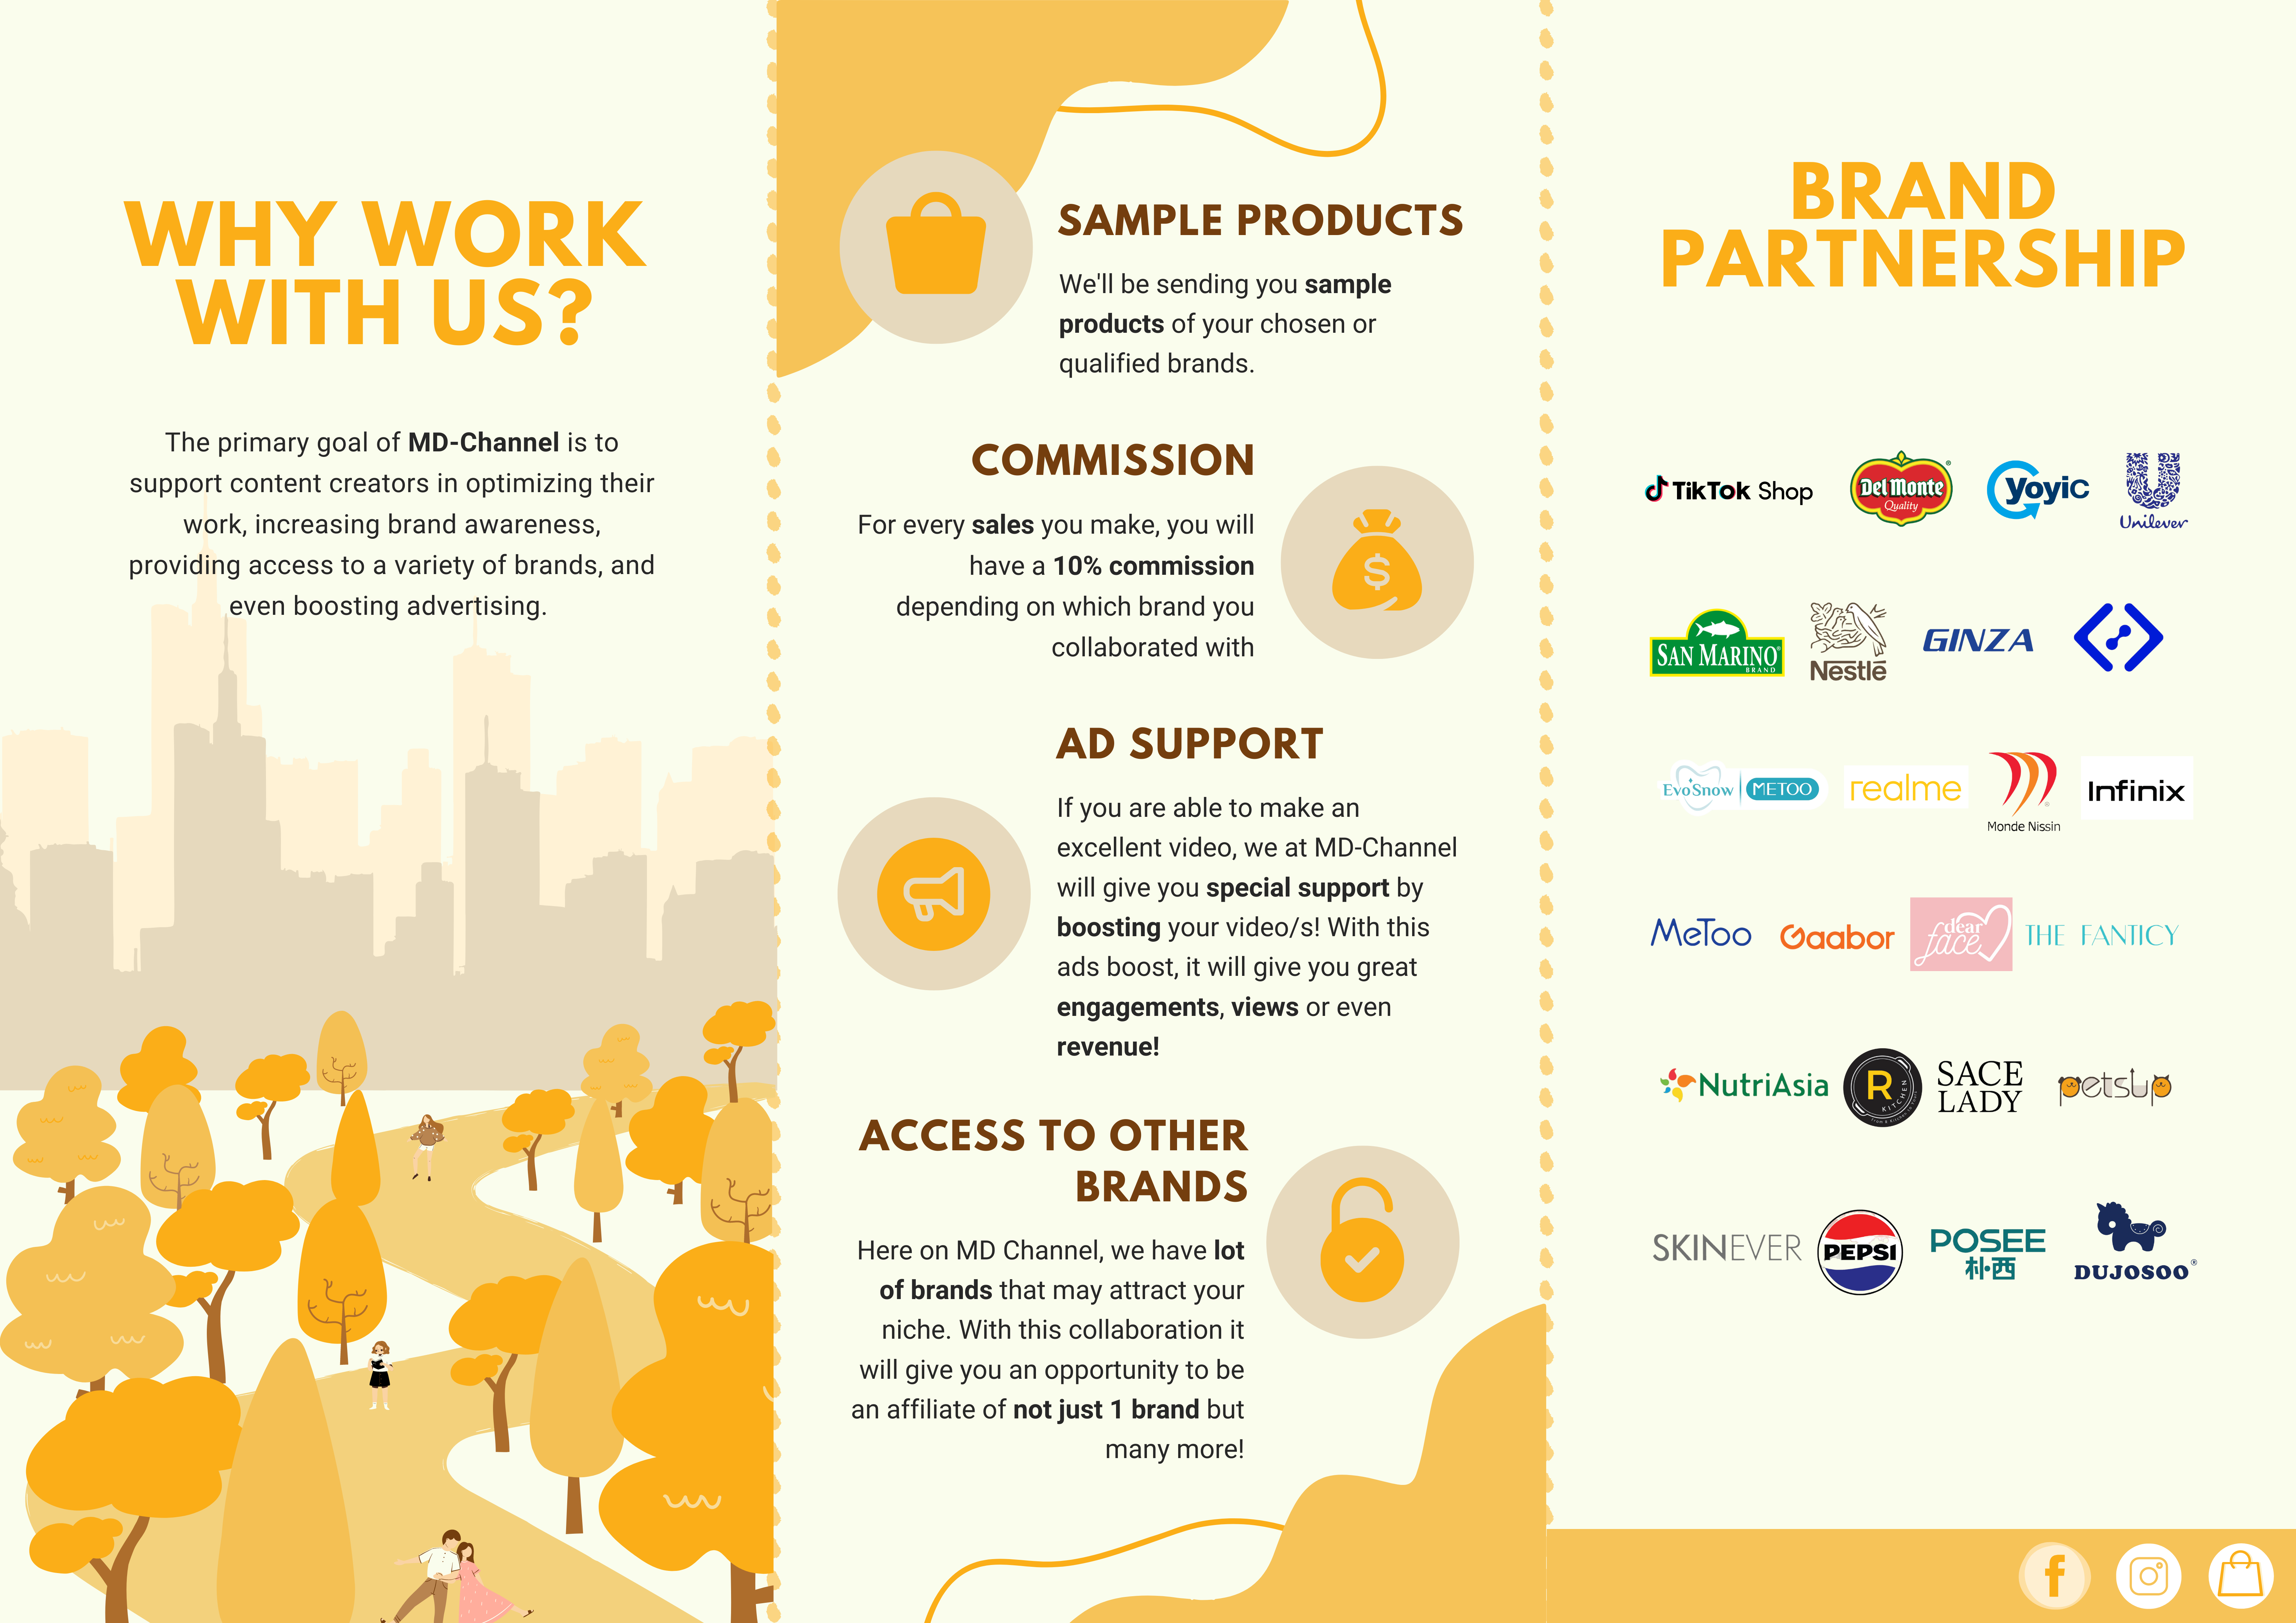 WHY WORK
WITH US?
The primary goal of MD-Channel is to
support content creators in optimizing their
work, increasing brand awareness,
providing access to a variety of brands, and
even boosting advertising.
SAMPLE PRODUCTS
We'll be sending you sample
products of your chosen or
qualified brands.
COMMISSION
For every sales you make, you will
have a 10% commission
depending on which brand you
collaborated with
$
AD SUPPORT
If you are able to make an
excellent video, we at MD-Channel
will give you special support by
boosting your video/s! With this
ads boost, it will give you great
engagements, views or even
revenue!
ACCESS TO OTHER
BRANDS
Here on MD Channel, we have lot
of brands that may attract your
niche. With this collaboration it
will give you an opportunity to be
an affiliate of not just 1 brand but
many more!
BRAND
PARTNERSHIP
TikTok Shop
Del Monte®
Quality
Yoyic
U
Unilever
SAN MARINO®
BRAND
Nestlé
GINZA
EvoSnow METOO
realme
Monde Nissin
Infinix
MeToo
Gaabor
dear
face
THE FANTICY
NutriAsia
R
KITCHEN
SACE
LADY
petsup
SKINEVER
PEPSI
POSEE
朴西
DUJOSOO®
f